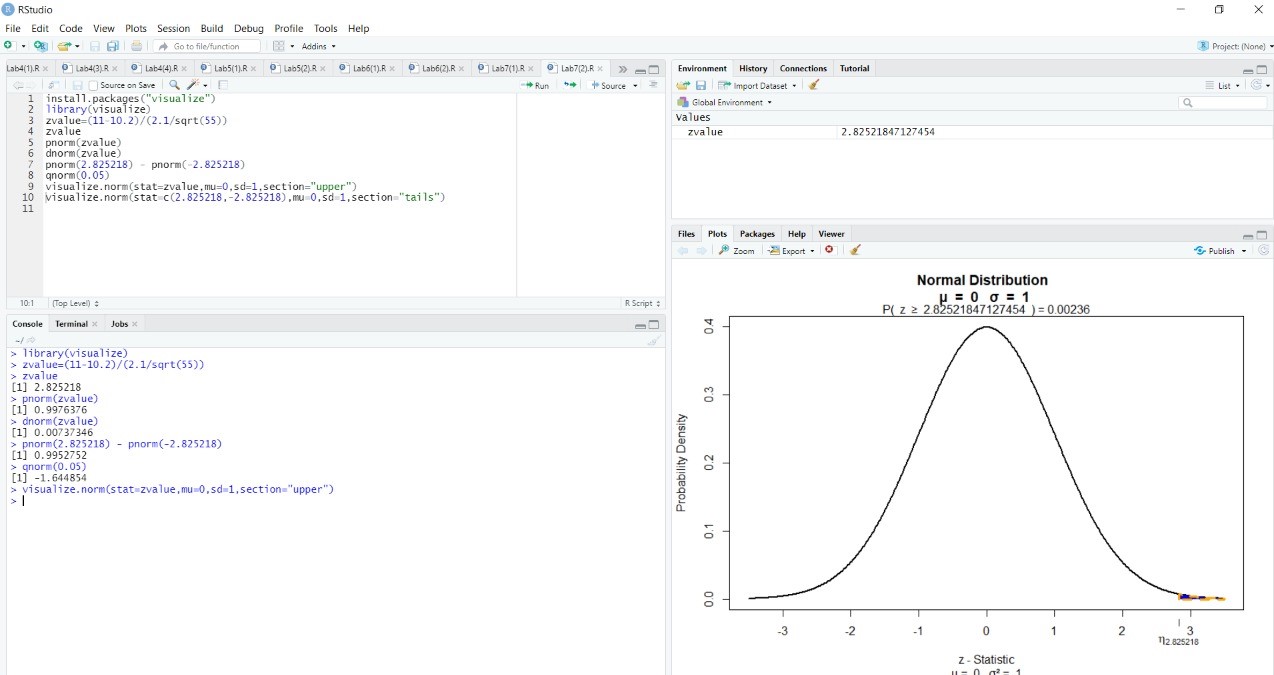 RStudio
File Edit Code View Plots Session Build Debug Profile Tools Help
Go to file/function Addins Project: (None)
Lab4(1).R Lab4(3).R Lab4(4).R Lab5(1).R Lab5(2).R Lab6(1).R Lab6(2).R Lab7(1).R Lab7(2).R
Source on Save Run Source
1 install.packages("visualize")
2 library(visualize)
3 zvalue=(11-10.2)/(2.1/sqrt(55))
4 zvalue
5 pnorm(zvalue)
6 dnorm(zvalue)
7 pnorm(2.825218) - pnorm(-2.825218)
8 qnorm(0.05)
9 visualize.norm(stat=zvalue,mu=0,sd=1,section="upper")
10 visualize.norm(stat=c(2.825218,-2.825218),mu=0,sd=1,section="tails")
11
10:1 (Top Level) R Script
Console Terminal Jobs
~/
> library(visualize)
> zvalue=(11-10.2)/(2.1/sqrt(55))
> zvalue
[1] 2.825218
> pnorm(zvalue)
[1] 0.9976376
> dnorm(zvalue)
[1] 0.00737346
> pnorm(2.825218) - pnorm(-2.825218)
[1] 0.9952752
> qnorm(0.05)
[1] -1.644854
> visualize.norm(stat=zvalue,mu=0,sd=1,section="upper")
>
Environment History Connections Tutorial
Import Dataset List
Global Environment
Values
zvalue 2.82521847127454
Files Plots Packages Help Viewer
Zoom Export Publish
Normal Distribution
μ = 0 σ = 1
P( z ≥ 2.82521847127454 ) = 0.00236
Probability Density
0.4
0.3
0.2
0.1
0.0
-3 -2 -1 0 1 2 3
η2.825218
z - Statistic
μ = 0 σ² = 1